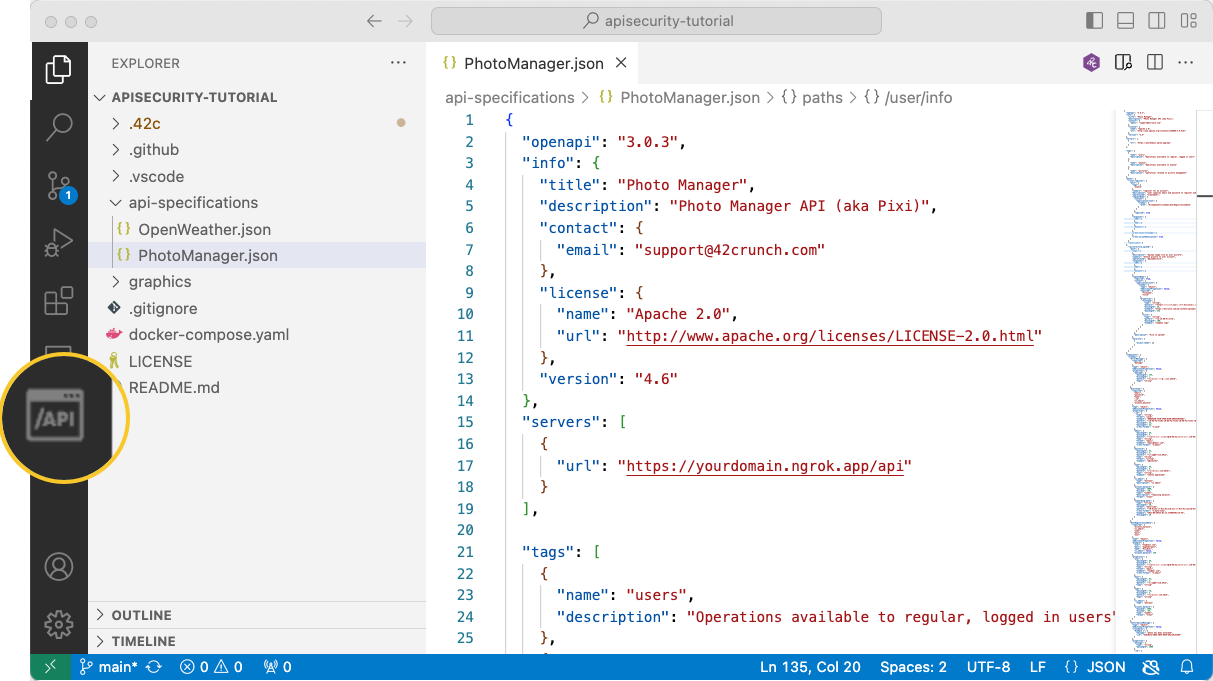 apisecurity-tutorial
EXPLORER
APISECURITY-TUTORIAL
.42c
.github
.vscode
api-specifications
{} OpenWeather.json
{} PhotoManager.json
graphics
.gitignore
docker-compose.yaml
LICENSE
README.md
/API
1
OUTLINE
TIMELINE
{} PhotoManager.json
api-specifications > {} PhotoManager.json > {} paths > {} /user/info
1 {
2 "openapi": "3.0.3",
3 "info": {
4 "title": "Photo Manager",
5 "description": "Photo Manager API (aka Pixi)",
6 "contact": {
7 "email": "support@42crunch.com"
8 },
9 "license": {
10 "name": "Apache 2.0",
11 "url": "http://www.apache.org/licenses/LICENSE-2.0.html"
12 },
13 "version": "4.6"
14 },
15 "servers": [
16 {
17 "url": "https://yourdomain.ngrok.app/api"
18 }
19 ],
20
21 "tags": [
22 {
23 "name": "users",
24 "description": "Operations available to regular, logged in users"
25 },
main* 0 0 0 Ln 135, Col 20 Spaces: 2 UTF-8 LF {} JSON